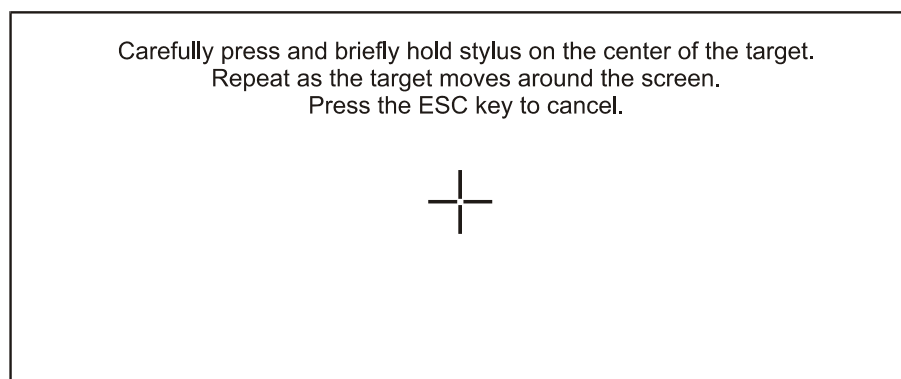 Carefully press and briefly hold stylus on the center of the target.
Repeat as the target moves around the screen.
Press the ESC key to cancel.